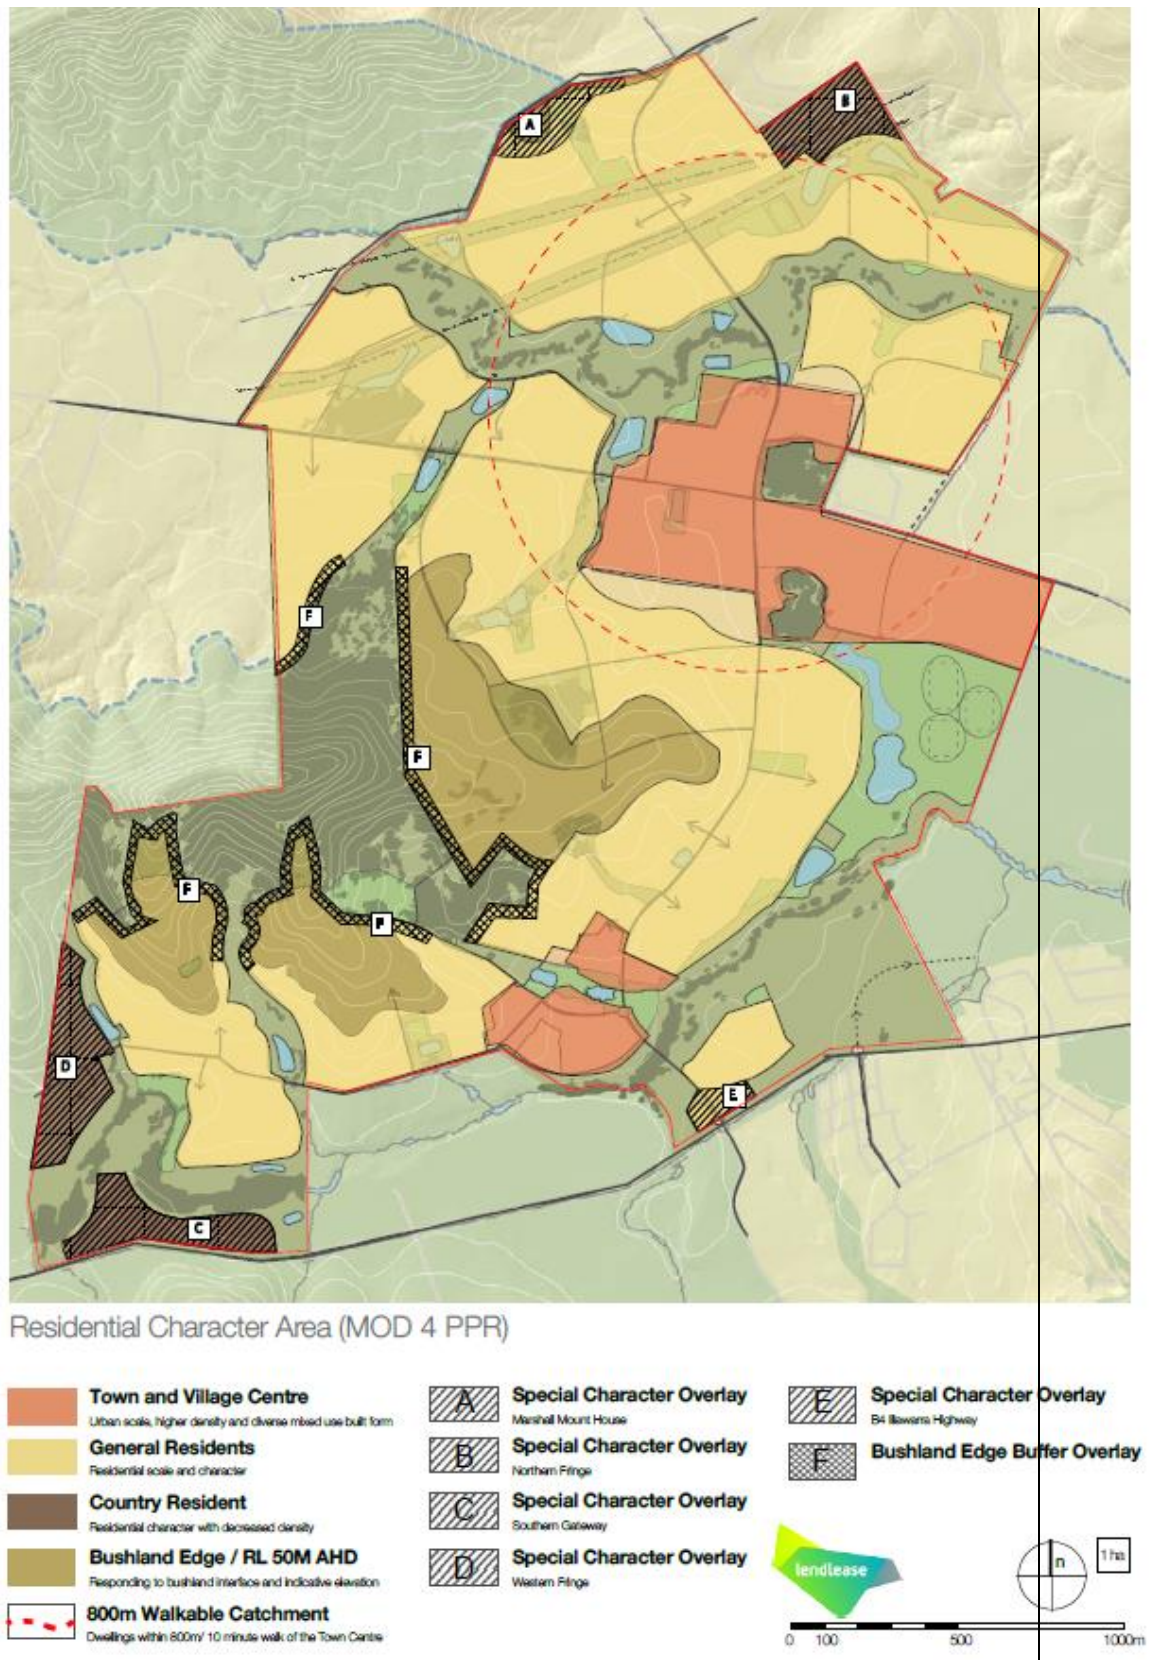 A
B
F
F
F
F
D
E
C
Residential Character Area (MOD 4 PPR)
Town and Village Centre
Urban scale, higher density and diverse mixed use built form
General Residents
Residential scale and character
Country Resident
Residential character with decreased density
Bushland Edge / RL 50M AHD
Responding to bushland interface and indicative elevation
800m Walkable Catchment
Dwellings within 800m/ 10 minute walk of the Town Centre
A Special Character Overlay
Marshall Mount House
B Special Character Overlay
Northern Fringe
C Special Character Overlay
Southern Gateway
D Special Character Overlay
Western Fringe
E Special Character Overlay
B4 Illawarra Highway
F Bushland Edge Buffer Overlay
lendlease
n
1 ha
0 100 500 1000m